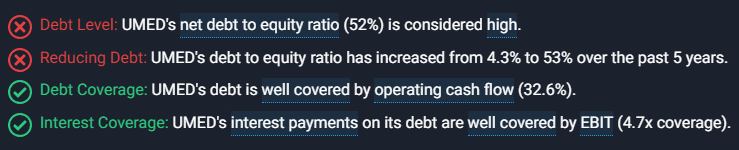 Debt Level: UMED's net debt to equity ratio (52%) is considered high.
Reducing Debt: UMED's debt to equity ratio has increased from 4.3% to 53% over the past 5 years.
Debt Coverage: UMED's debt is well covered by operating cash flow (32.6%).
Interest Coverage: UMED's interest payments on its debt are well covered by EBIT (4.7x coverage).